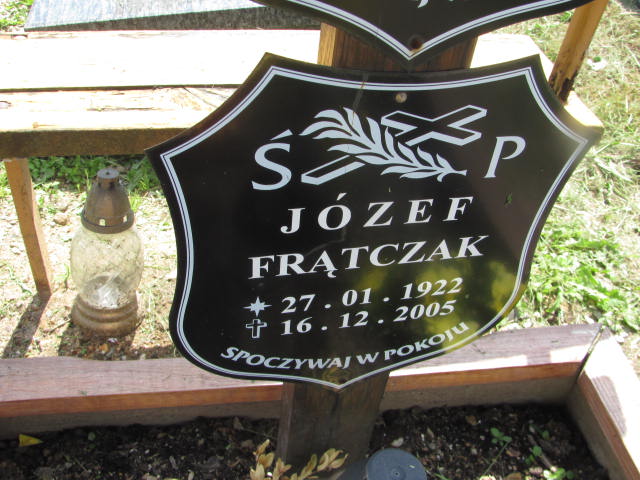 Ś P
JÓZEF
FRĄTCZAK
27 . 01 . 1922
16 . 12 . 2005
SPOCZYWAJ W POKOJU